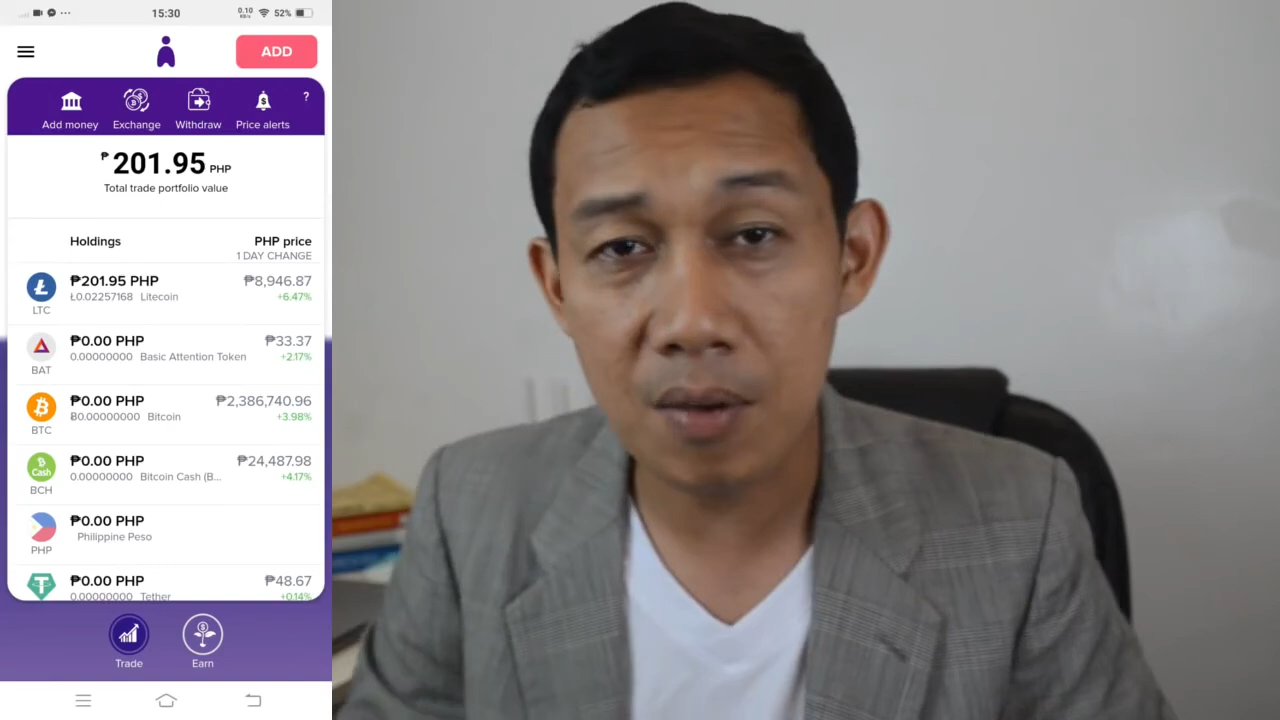 15:30
0.10 KB/s
52%
ADD
Add money Exchange Withdraw Price alerts ?
₱201.95 PHP
Total trade portfolio value
Holdings PHP price
1 DAY CHANGE
₱201.95 PHP ₱8,946.87
Ł0.02257168 Litecoin +6.47%
LTC
₱0.00 PHP ₱33.37
0.00000000 Basic Attention Token +2.17%
BAT
₱0.00 PHP ₱2,386,740.96
Ƀ0.00000000 Bitcoin +3.98%
BTC
₱0.00 PHP ₱24,487.98
Cash 0.00000000 Bitcoin Cash (B... +4.17%
BCH
₱0.00 PHP
Philippine Peso
PHP
₱0.00 PHP ₱48.67
0.00000000 Tether +0.14%
Trade Earn